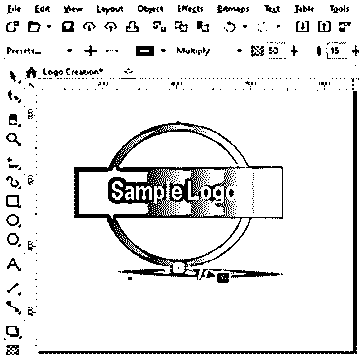 File Edit View Layout Object Effects Bitmaps Text Table Tools
Presets... Multiply 50 15
Logo Creation*
Sample Logo